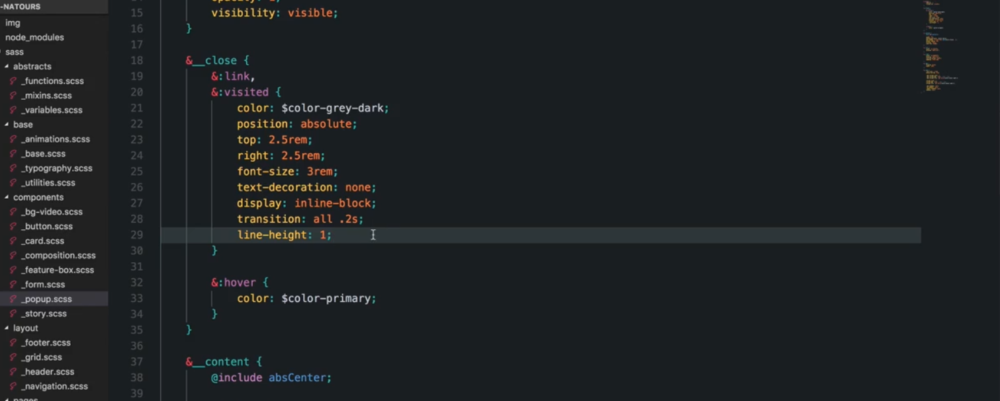 -NATOURS
img
node_modules
sass
abstracts
_functions.scss
_mixins.scss
_variables.scss
base
_animations.scss
_base.scss
_typography.scss
_utilities.scss
components
_bg-video.scss
_button.scss
_card.scss
_composition.scss
_feature-box.scss
_form.scss
_popup.scss
_story.scss
layout
_footer.scss
_grid.scss
_header.scss
_navigation.scss
pages
15 visibility: visible;
16 }
17
18 &__close {
19 &:link,
20 &:visited {
21 color: $color-grey-dark;
22 position: absolute;
23 top: 2.5rem;
24 right: 2.5rem;
25 font-size: 3rem;
26 text-decoration: none;
27 display: inline-block;
28 transition: all .2s;
29 line-height: 1;
30 }
31
32 &:hover {
33 color: $color-primary;
34 }
35 }
36
37 &__content {
38 @include absCenter;
39